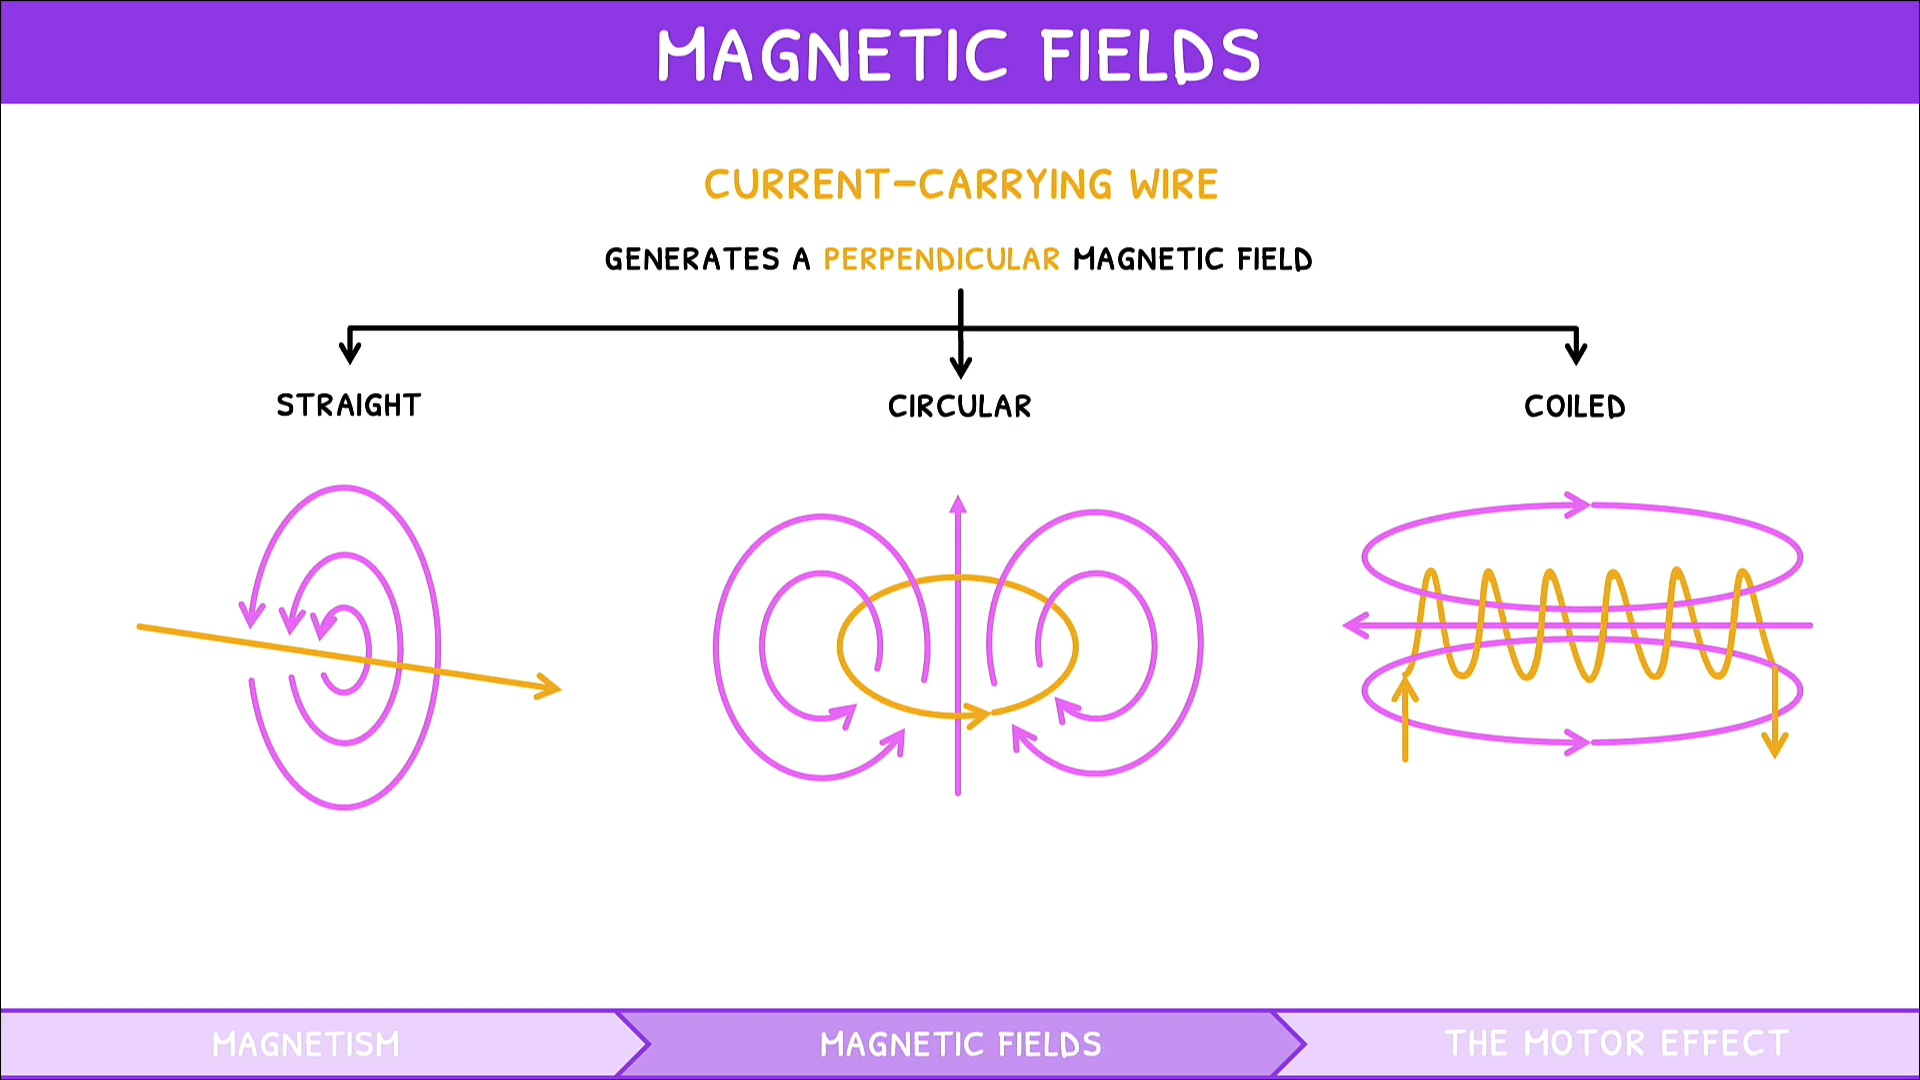 MAGNETIC FIELDS
CURRENT-CARRYING WIRE
GENERATES A PERPENDICULAR MAGNETIC FIELD
STRAIGHT
CIRCULAR
COILED
MAGNETISM
MAGNETIC FIELDS
THE MOTOR EFFECT